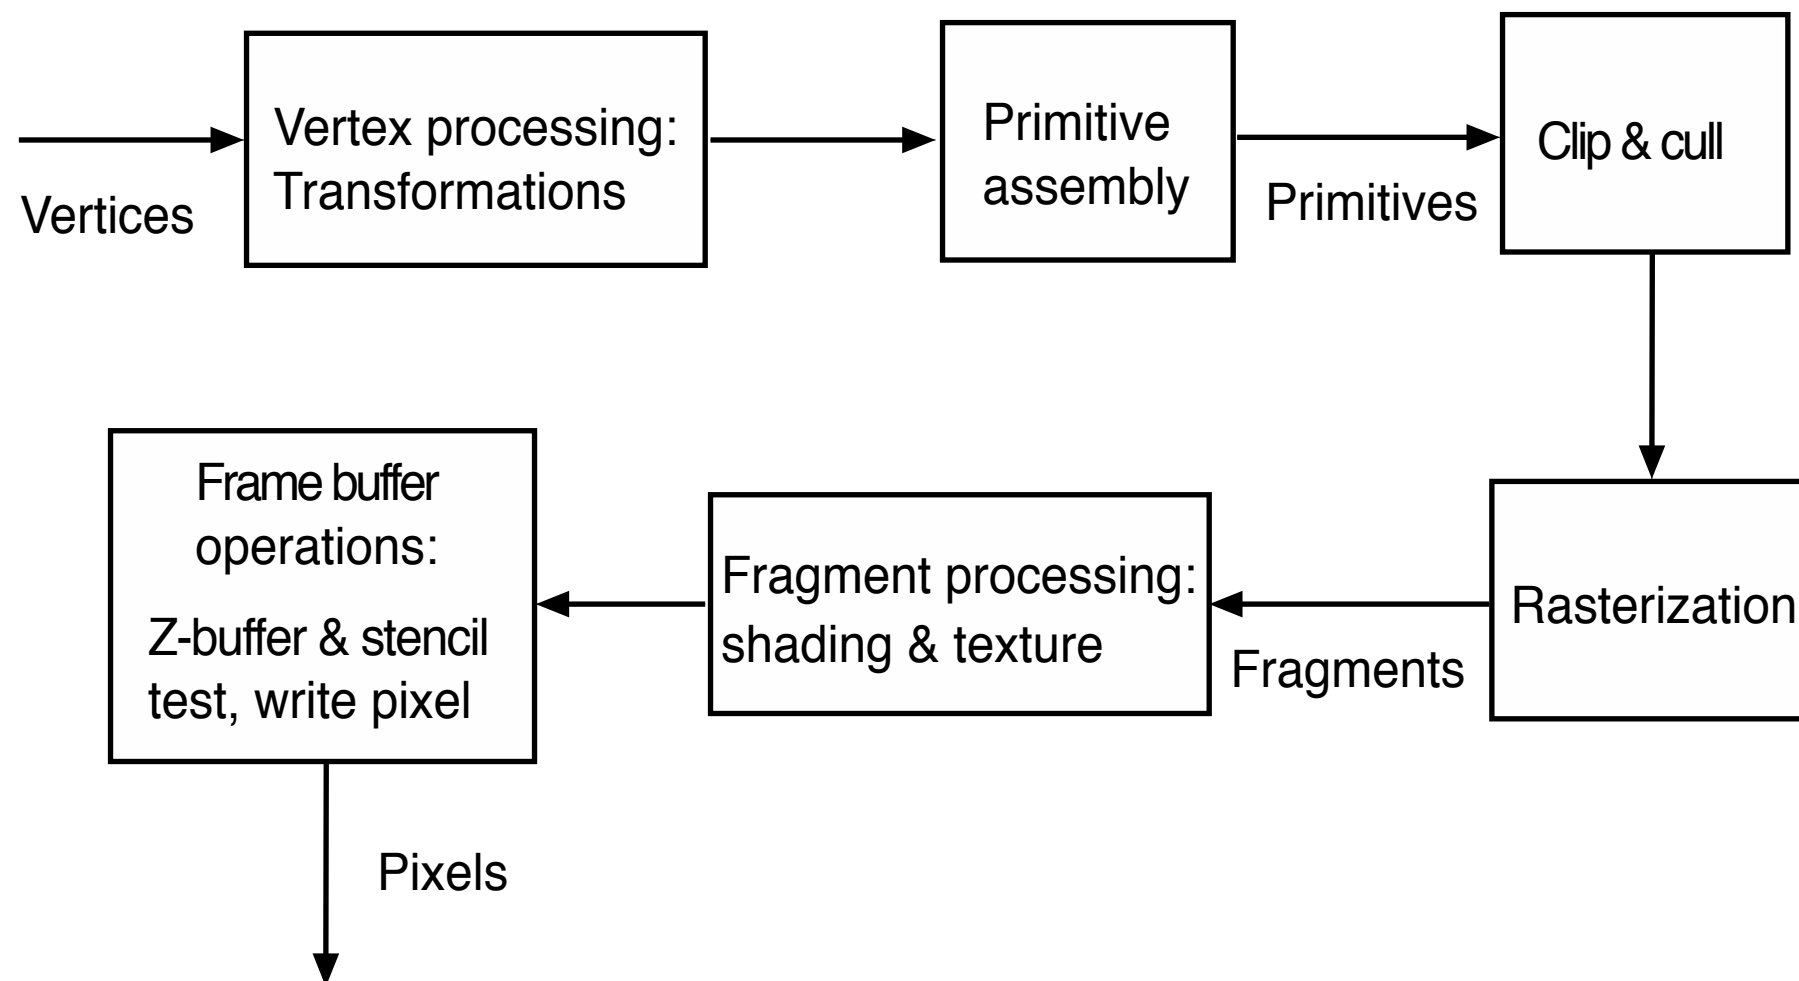 Vertices
Vertex processing:
Transformations
Primitive
assembly
Primitives
Clip & cull
Rasterization
Fragments
Fragment processing:
shading & texture
Frame buffer
operations:
Z-buffer & stencil
test, write pixel
Pixels